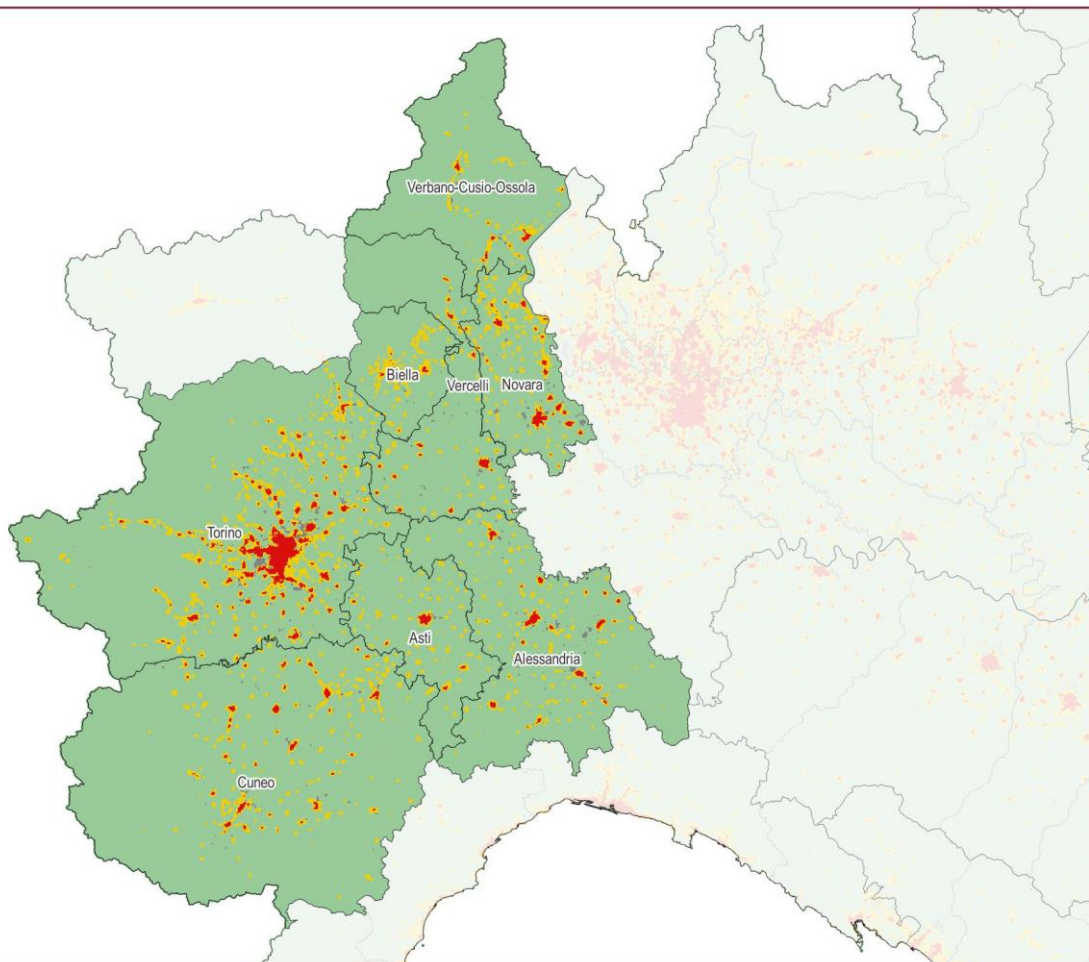 Verbano-Cusio-Ossola
Biella
Vercelli
Novara
Torino
Asti
Alessandria
Cuneo